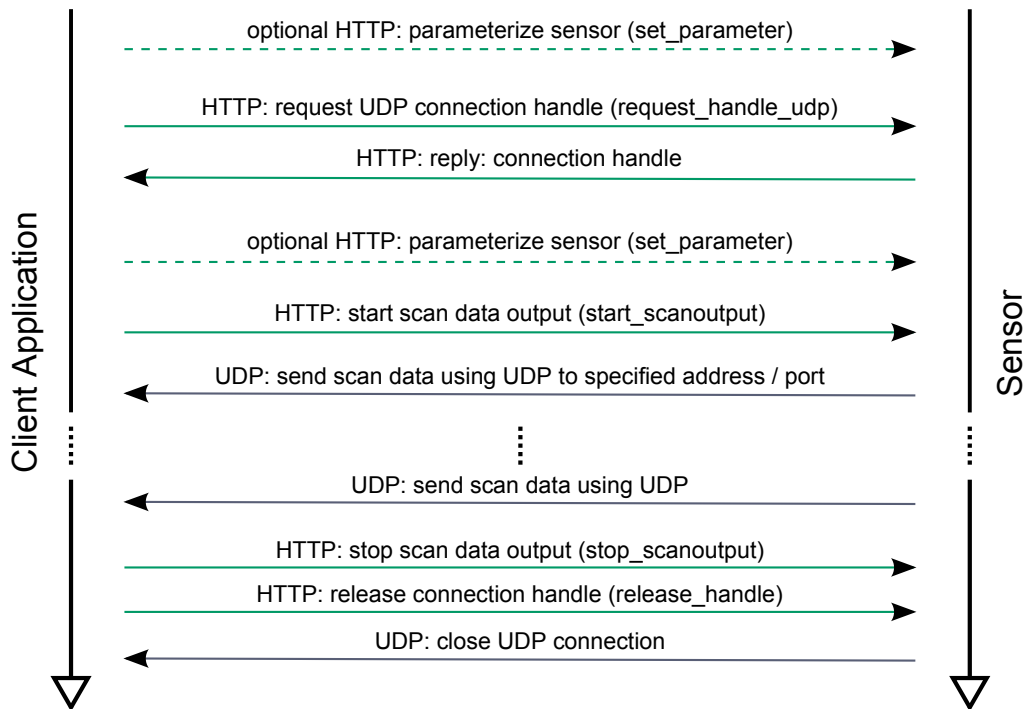 optional HTTP: parameterize sensor (set_parameter)
HTTP: request UDP connection handle (request_handle_udp)
HTTP: reply: connection handle
optional HTTP: parameterize sensor (set_parameter)
HTTP: start scan data output (start_scanoutput)
UDP: send scan data using UDP to specified address / port
UDP: send scan data using UDP
HTTP: stop scan data output (stop_scanoutput)
HTTP: release connection handle (release_handle)
UDP: close UDP connection
Client Application
Sensor